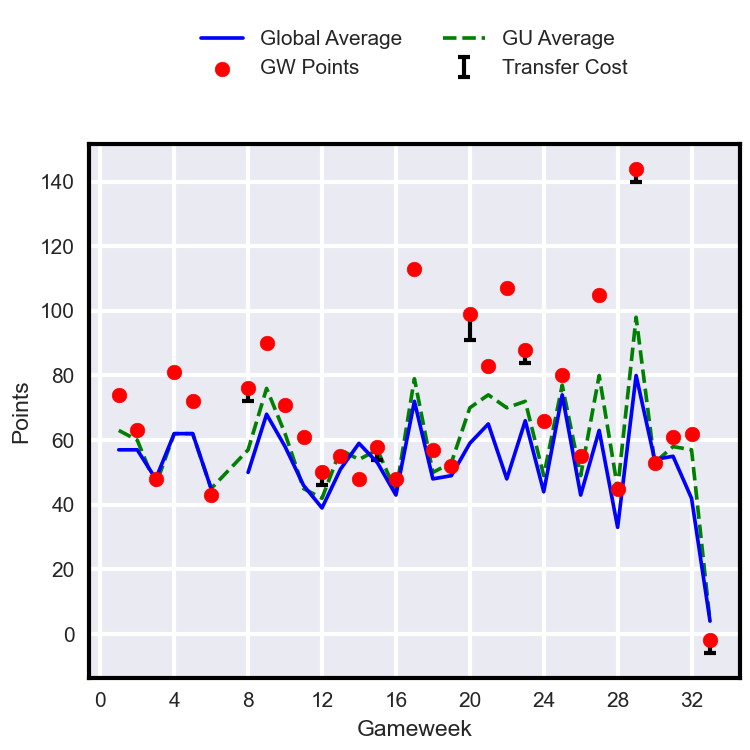 Global Average
GU Average
GW Points
Transfer Cost
140
120
100
80
60
40
20
0
Points
0 4 8 12 16 20 24 28 32
Gameweek